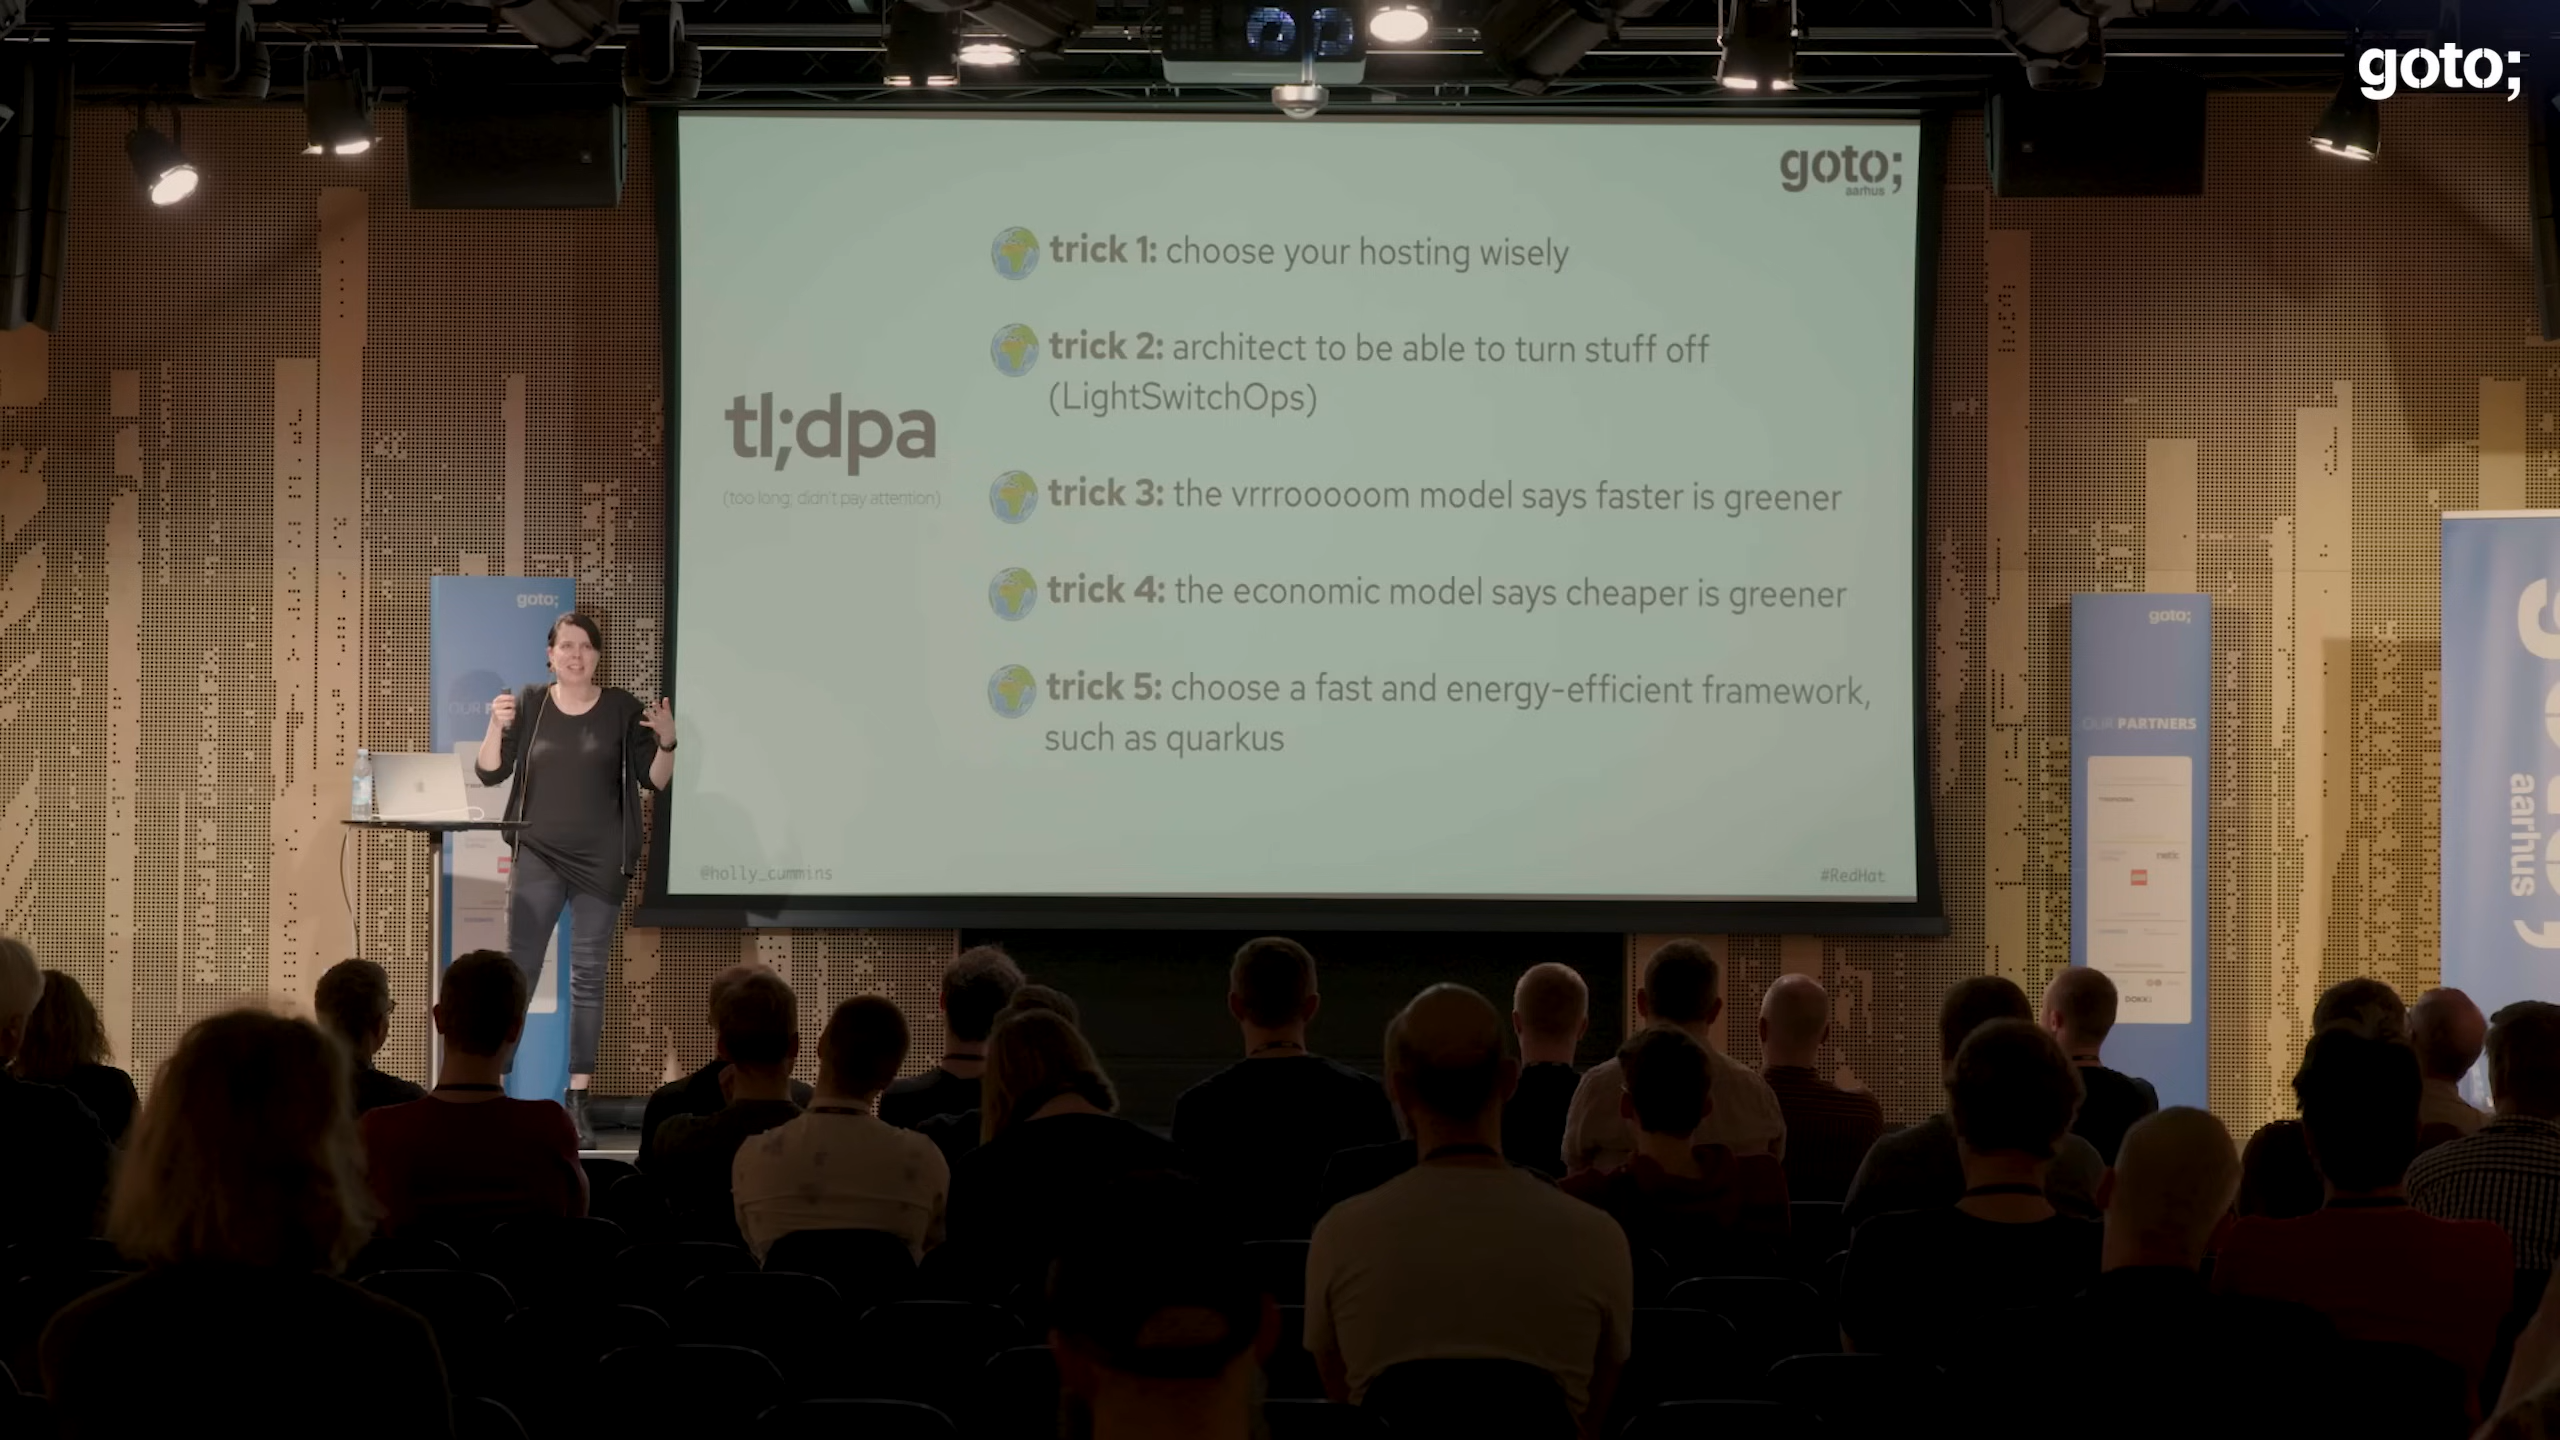 goto;
goto;
aarhus
trick 1: choose your hosting wisely
trick 2: architect to be able to turn stuff off
(LightSwitchOps)
tl;dpa
(too long; didn't pay attention)
trick 3: the vrrrooooom model says faster is greener
trick 4: the economic model says cheaper is greener
trick 5: choose a fast and energy-efficient framework,
such as quarkus
@holly_cummins
#RedHat
goto;
OUR
goto;
OUR PARTNERS
netic
DOKK1
aarhus